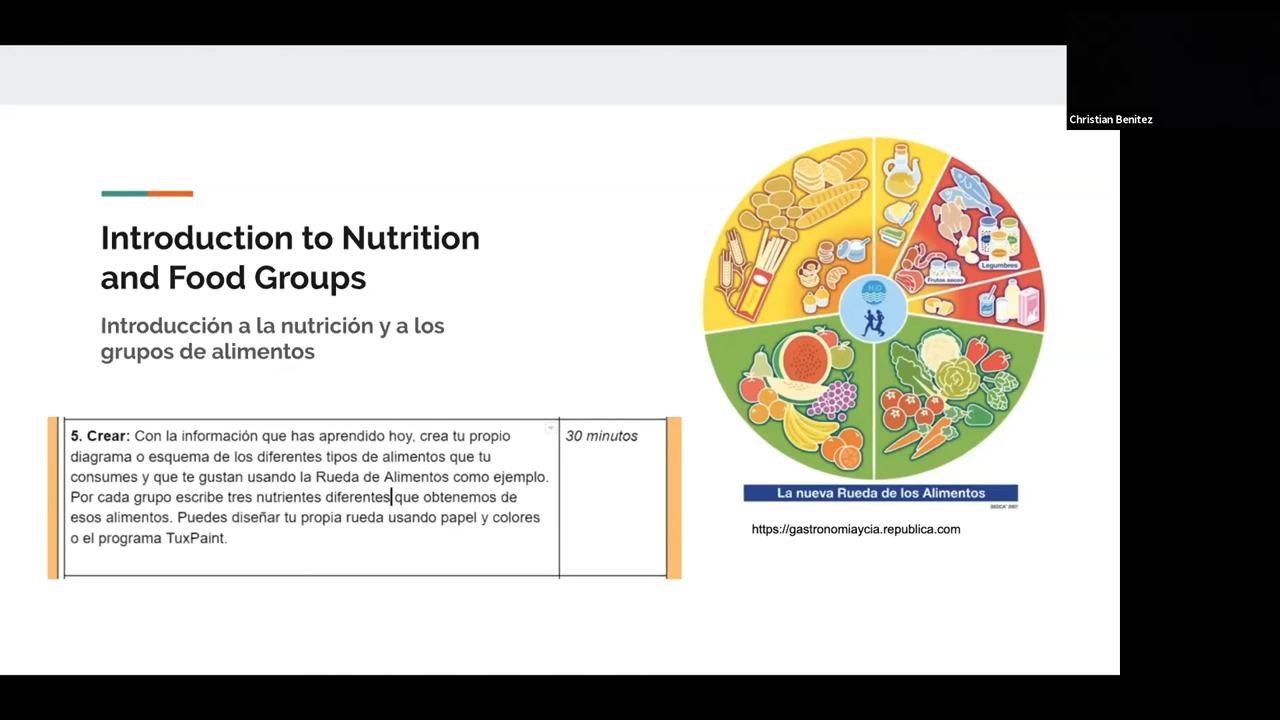 Christian Benitez
Introduction to Nutrition
and Food Groups
Introducción a la nutrición y a los
grupos de alimentos
5. Crear: Con la información que has aprendido hoy, crea tu propio
diagrama o esquema de los diferentes tipos de alimentos que tu
consumes y que te gustan usando la Rueda de Alimentos como ejemplo.
Por cada grupo escribe tres nutrientes diferentes que obtenemos de
esos alimentos. Puedes diseñar tu propia rueda usando papel y colores
o el programa TuxPaint.
30 minutos
Legumbres
Frutos secos
H₂O
La nueva Rueda de los Alimentos
https://gastronomiaycia.republica.com